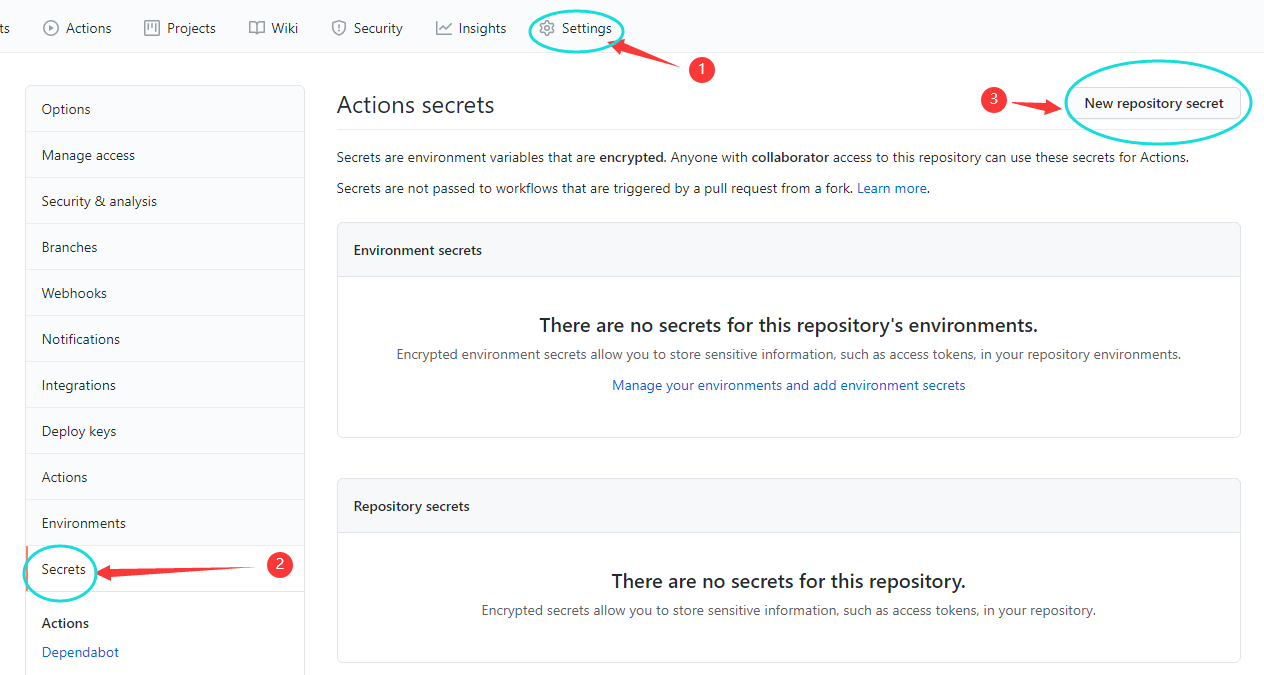 ts Actions Projects Wiki Security Insights Settings
1
Options
Manage access
Security & analysis
Branches
Webhooks
Notifications
Integrations
Deploy keys
Actions
Environments
Secrets
2
Actions
Dependabot
Actions secrets
3
New repository secret
Secrets are environment variables that are encrypted. Anyone with collaborator access to this repository can use these secrets for Actions.
Secrets are not passed to workflows that are triggered by a pull request from a fork. Learn more.
Environment secrets
There are no secrets for this repository's environments.
Encrypted environment secrets allow you to store sensitive information, such as access tokens, in your repository environments.
Manage your environments and add environment secrets
Repository secrets
There are no secrets for this repository.
Encrypted secrets allow you to store sensitive information, such as access tokens, in your repository.